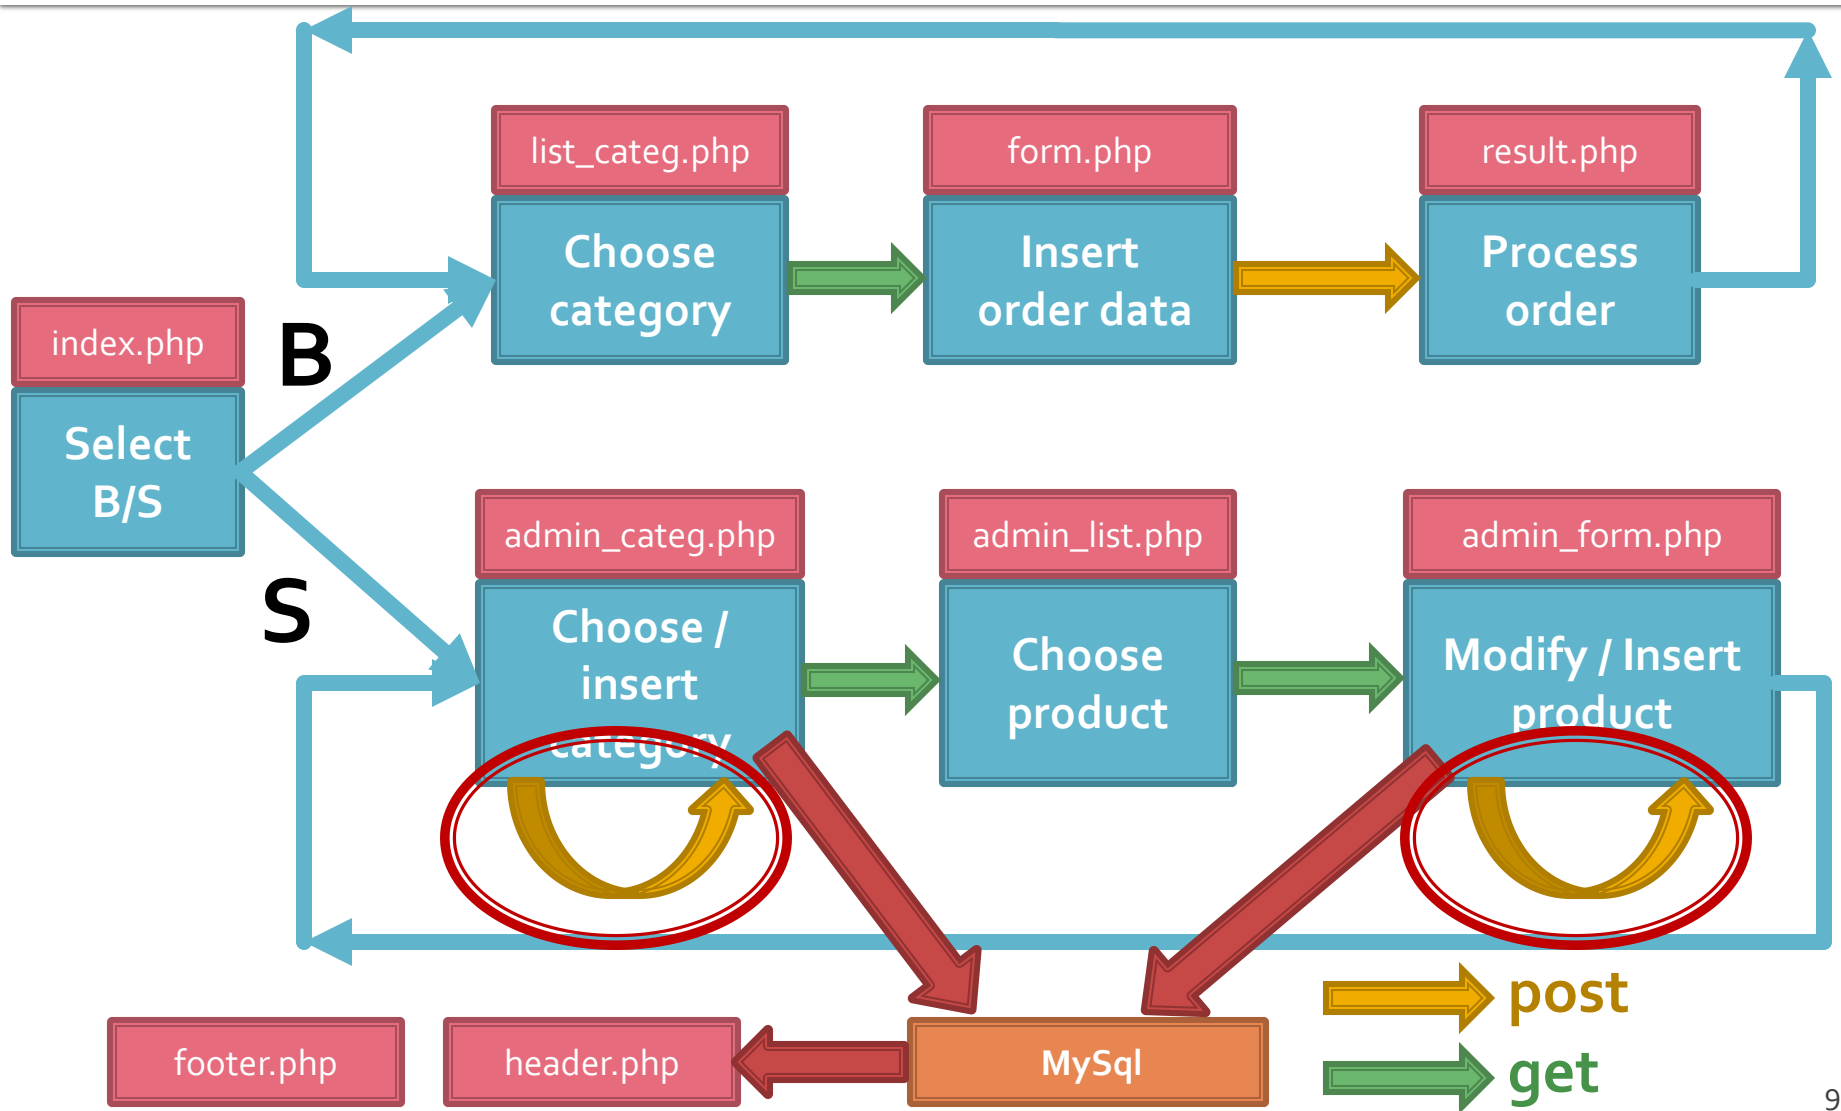 list_categ.php
form.php
result.php
Choose
category
Insert
order data
Process
order
index.php
B
Select
B/S
admin_categ.php
admin_list.php
admin_form.php
S
Choose /
insert
category
Choose
product
Modify / Insert
product
post
footer.php
header.php
MySql
get
9